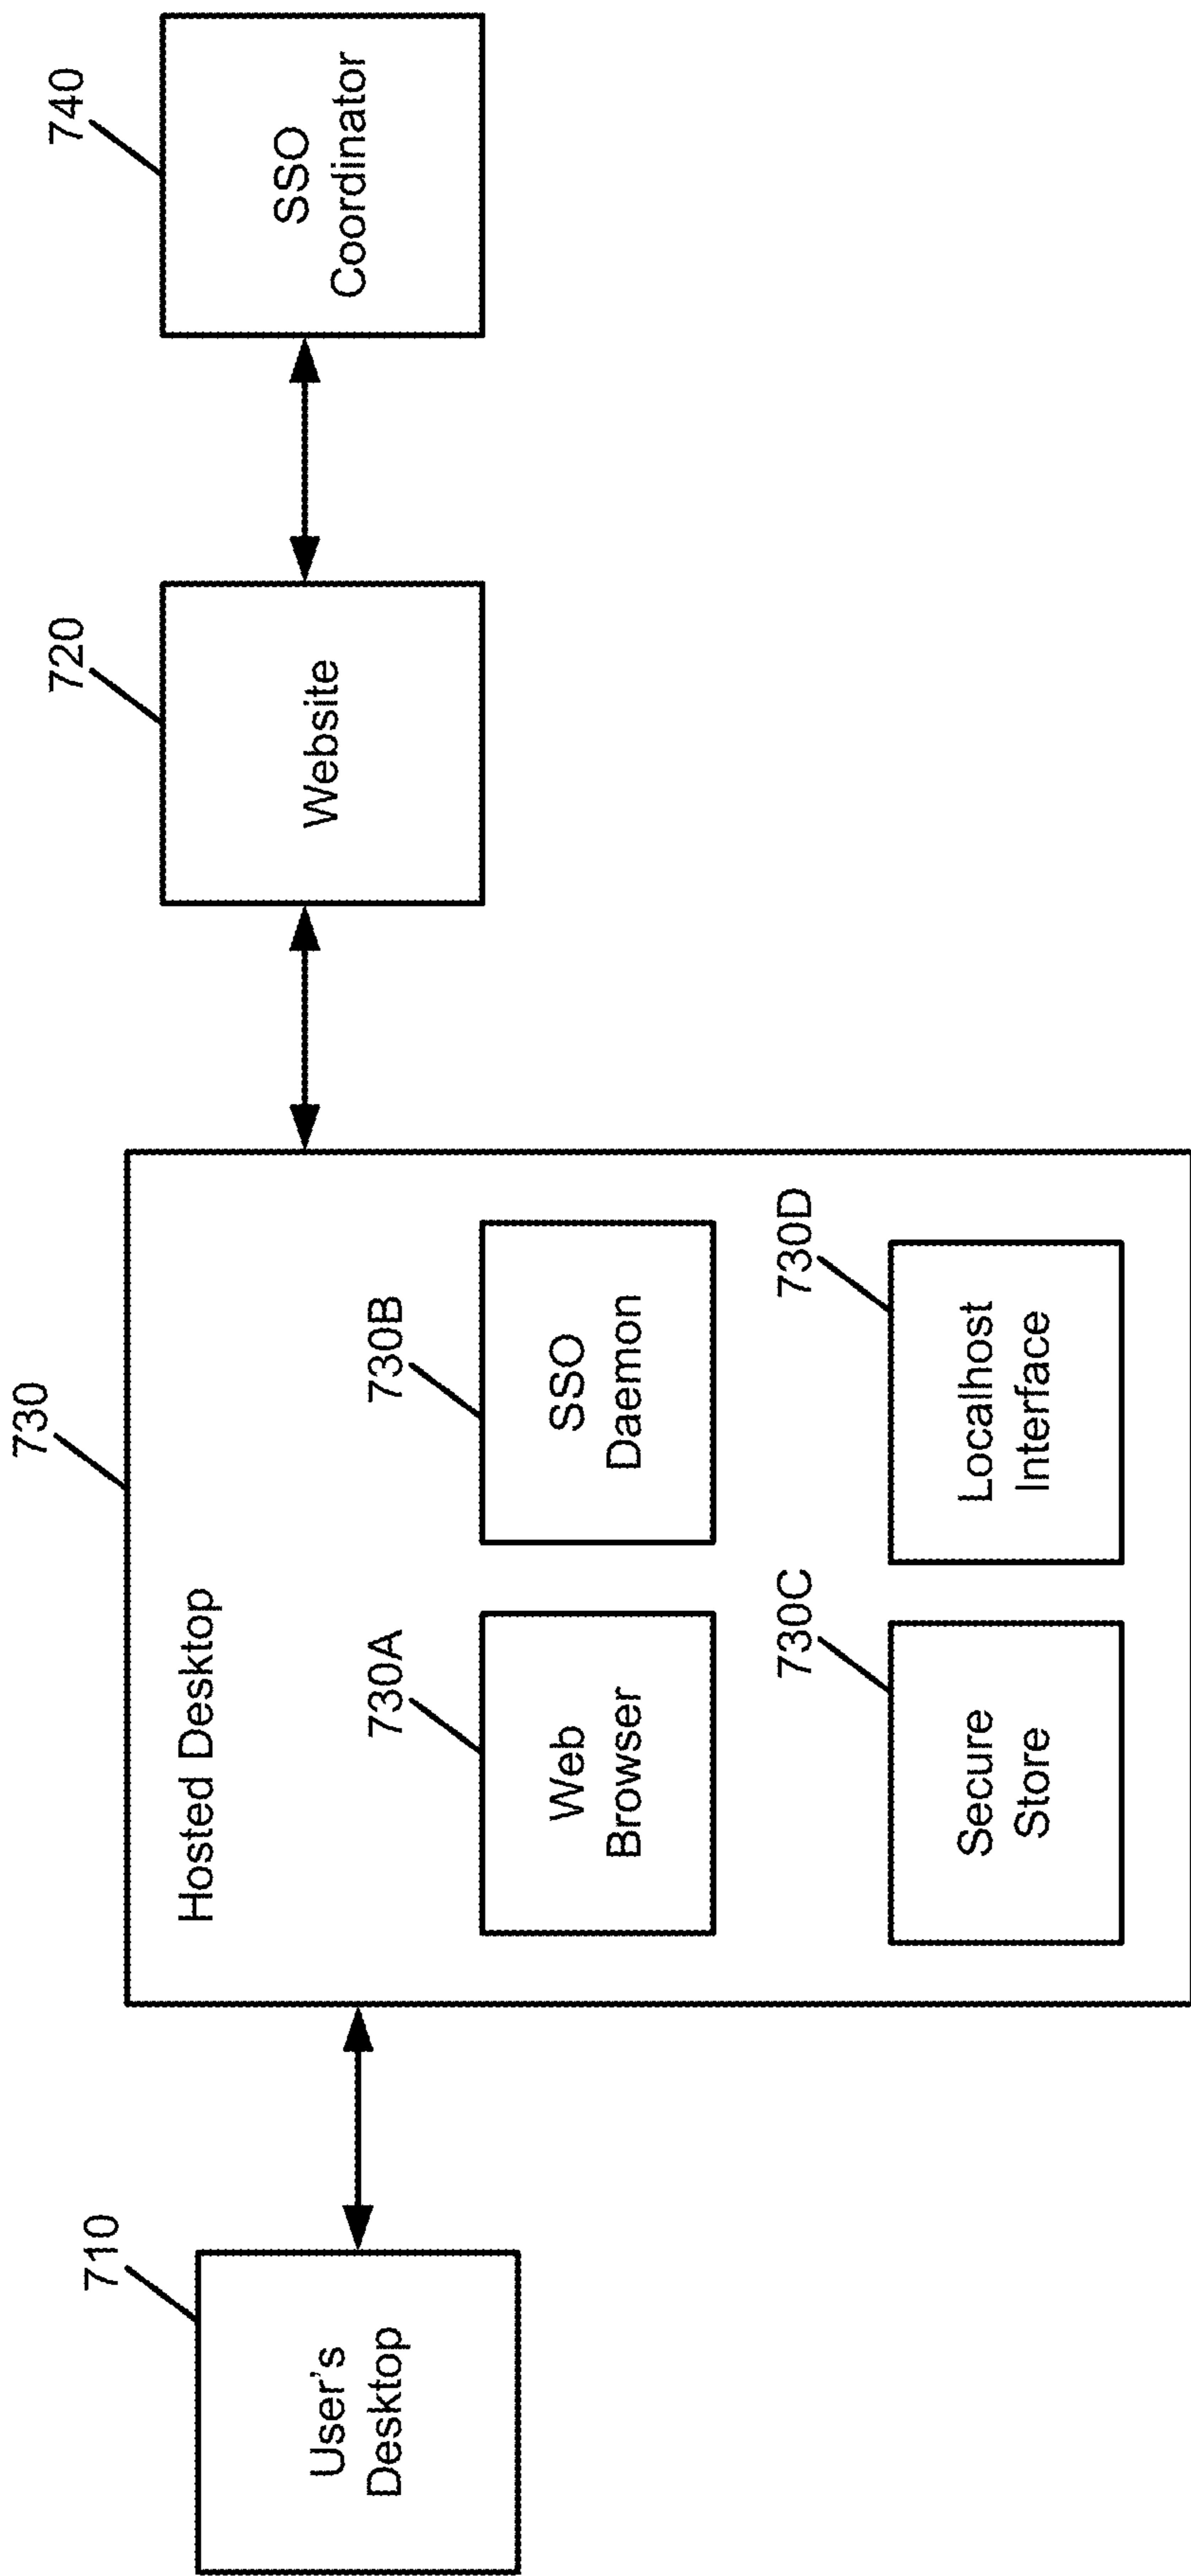 710
User's
Desktop
730
Hosted Desktop
730A
Web
Browser
730B
SSO
Daemon
730C
Secure
Store
730D
Localhost
Interface
720
Website
740
SSO
Coordinator